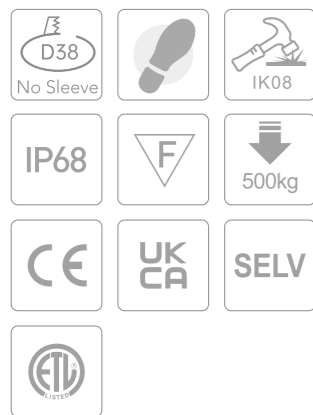 D38
No Sleeve
IK08
IP68
F
500kg
CE
UK
CA
SELV
ETL
LISTED